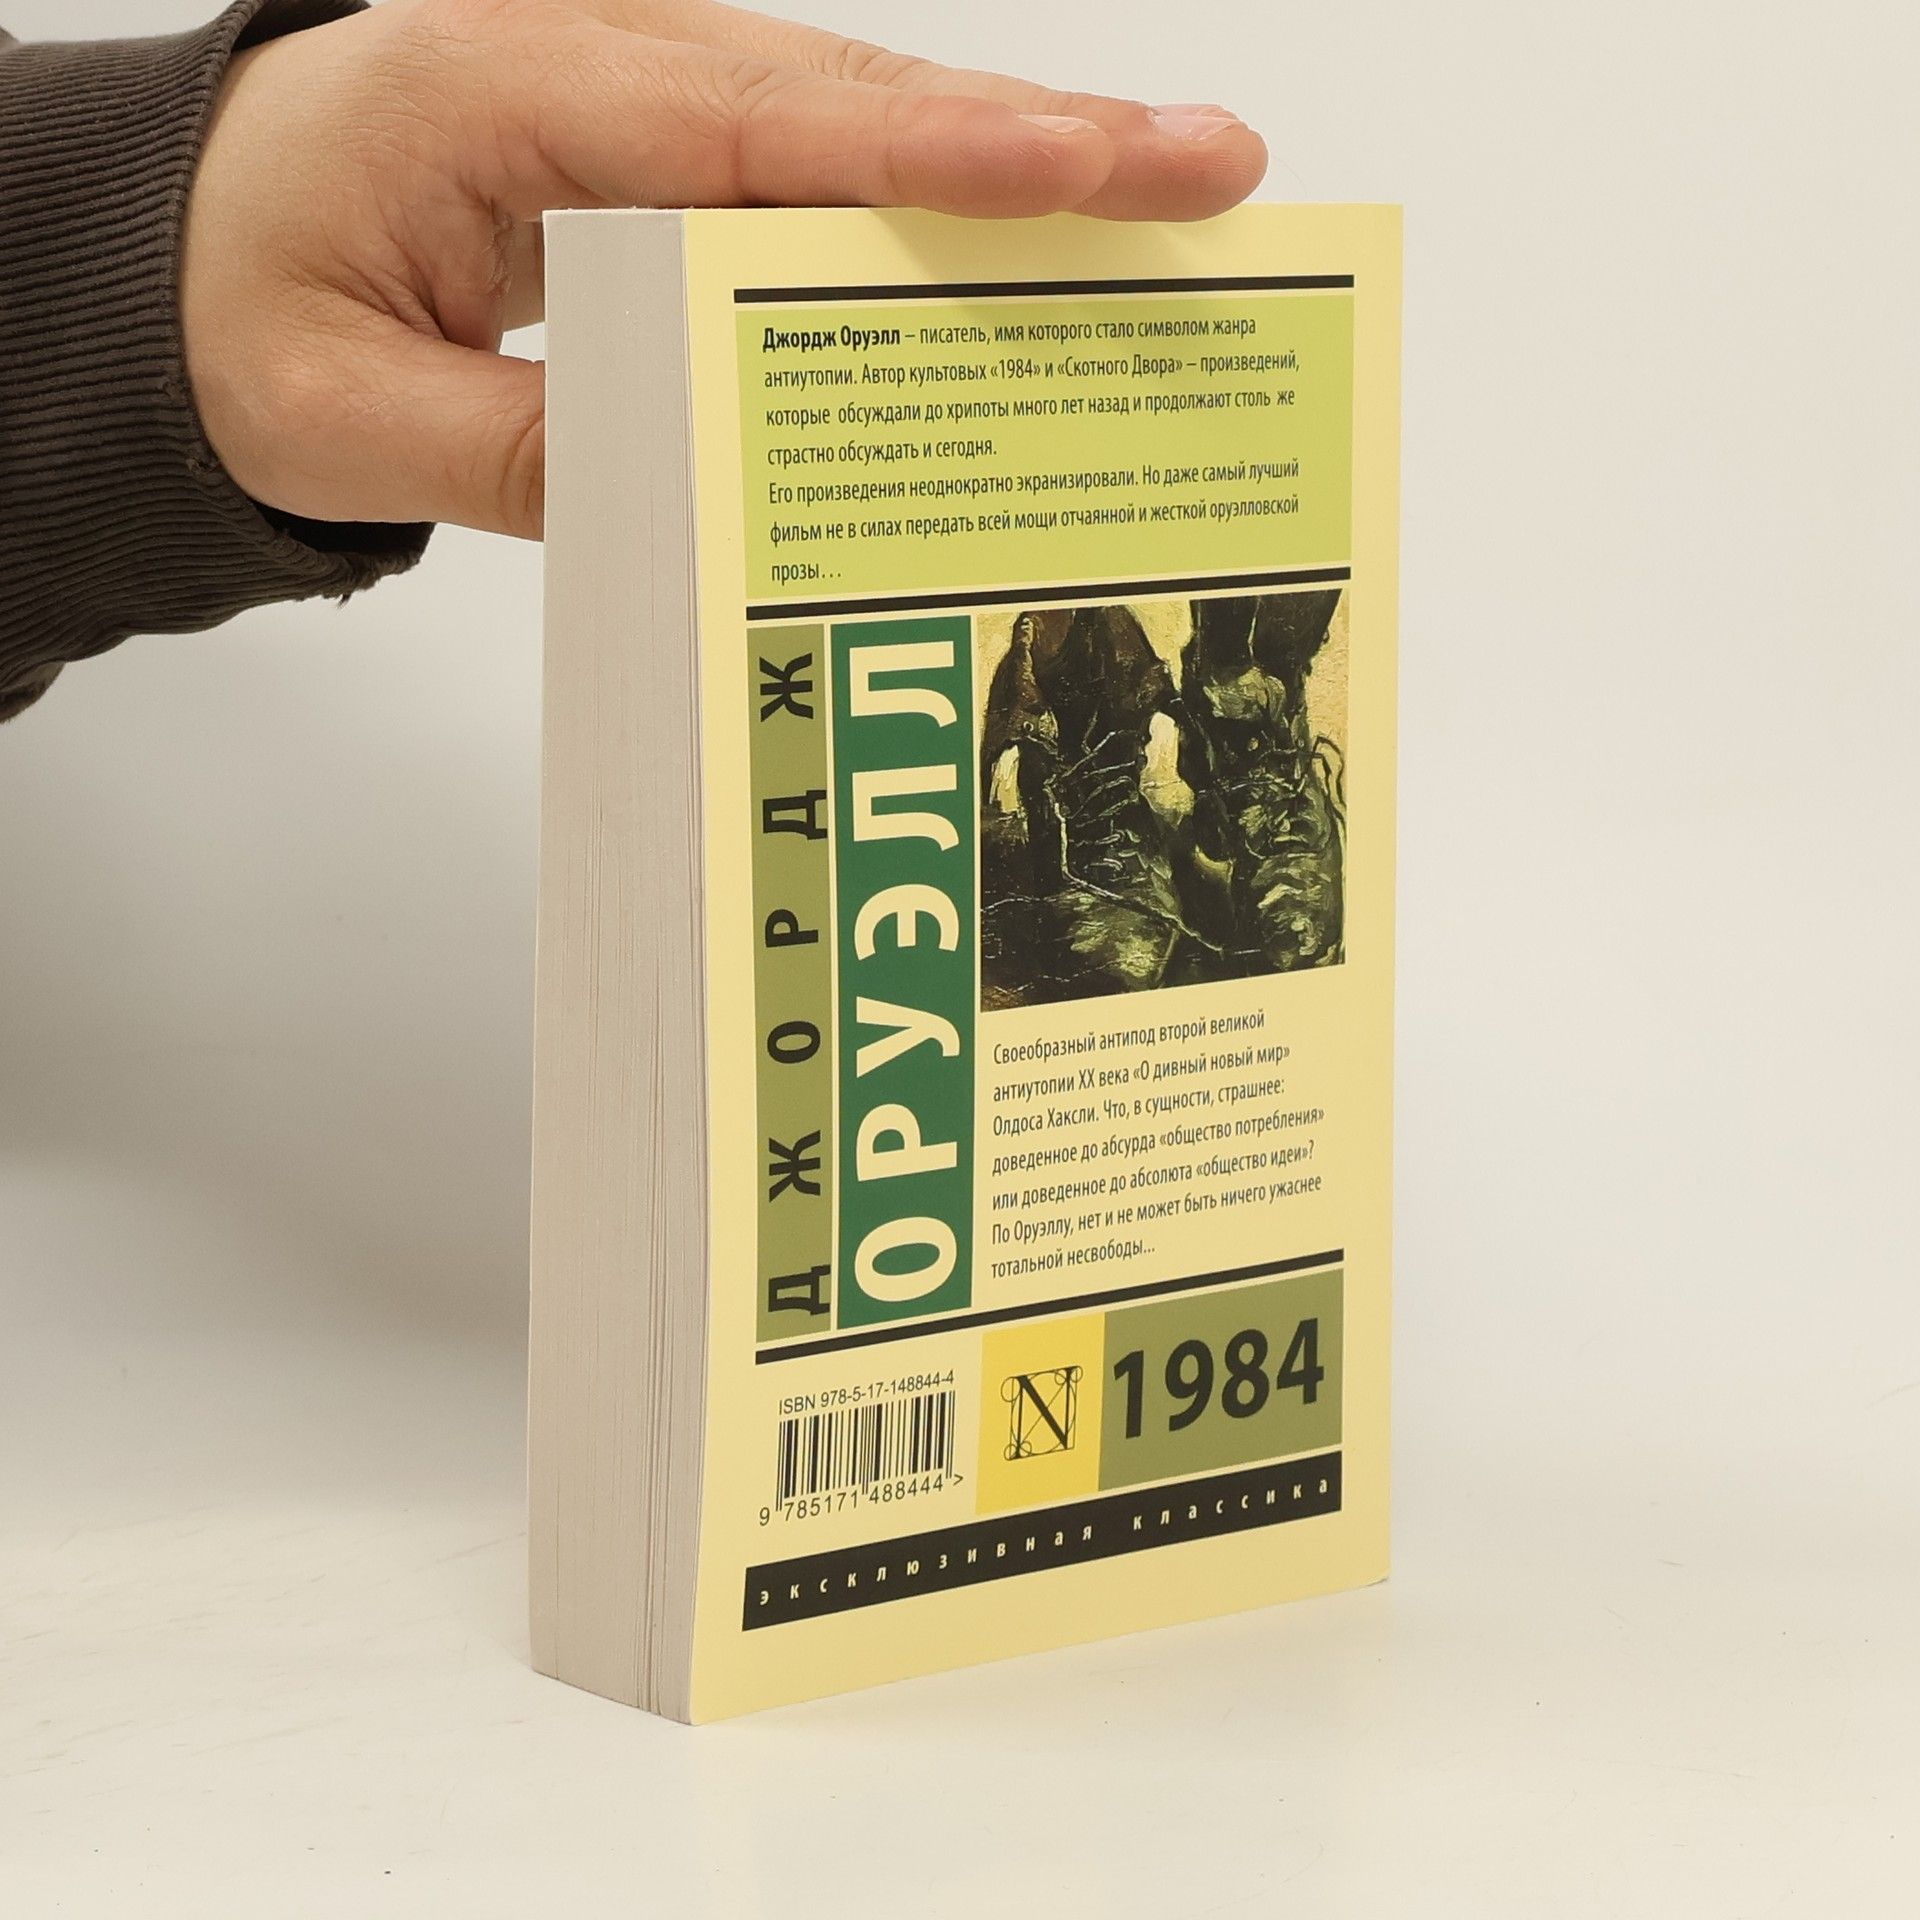 Джордж Оруэлл – писатель, имя которого стало символом жанра
антиутопии. Автор культовых «1984» и «Скотного Двора» – произведений,
которые обсуждали до хрипоты много лет назад и продолжают столь же
страстно обсуждать и сегодня.
Его произведения неоднократно экранизировали. Но даже самый лучший
фильм не в силах передать всей мощи отчаянной и жесткой оруэлловской
прозы...
ДЖОРДЖ
ОРУЭЛЛ
Своеобразный антипод второй великой
антиутопии XX века «О дивный новый мир»
Олдоса Хаксли. Что, в сущности, страшнее:
доведенное до абсурда «общество потребления»
или доведенное до абсолюта «общество идеи»?
По Оруэллу, нет и не может быть ничего ужаснее
тотальной несвободы...
ISBN 978-5-17-148844-4
9 785171 488444 >
N
1984
эксклюзивная классика